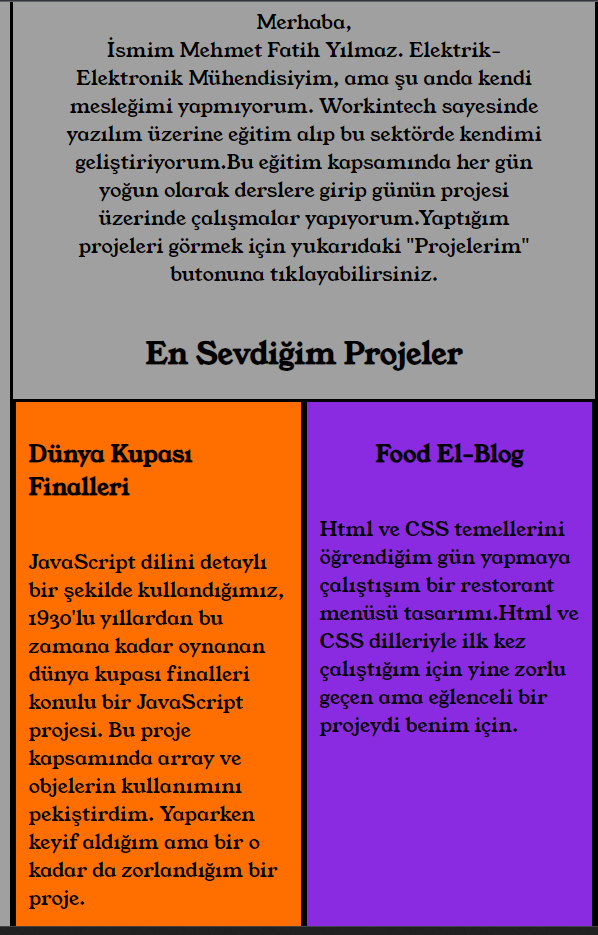 Merhaba,
İsmim Mehmet Fatih Yılmaz. Elektrik-
Elektronik Mühendisiyim, ama şu anda kendi
mesleğimi yapmıyorum. Workintech sayesinde
yazılım üzerine eğitim alıp bu sektörde kendimi
geliştiriyorum.Bu eğitim kapsamında her gün
yoğun olarak derslere girip günün projesi
üzerinde çalışmalar yapıyorum.Yaptığım
projeleri görmek için yukarıdaki "Projelerim"
butonuna tıklayabilirsiniz.
En Sevdiğim Projeler
Dünya Kupası
Finalleri
JavaScript dilini detaylı
bir şekilde kullandığımız,
1930'lu yıllardan bu
zamana kadar oynanan
dünya kupası finalleri
konulu bir JavaScript
projesi. Bu proje
kapsamında array ve
objelerin kullanımını
pekiştirdim. Yaparken
keyif aldığım ama bir o
kadar da zorlandığım bir
proje.
Food El-Blog
Html ve CSS temellerini
öğrendiğim gün yapmaya
çalıştışım bir restorant
menüsü tasarımı.Html ve
CSS dilleriyle ilk kez
çalıştığım için yine zorlu
geçen ama eğlenceli bir
projeydi benim için.